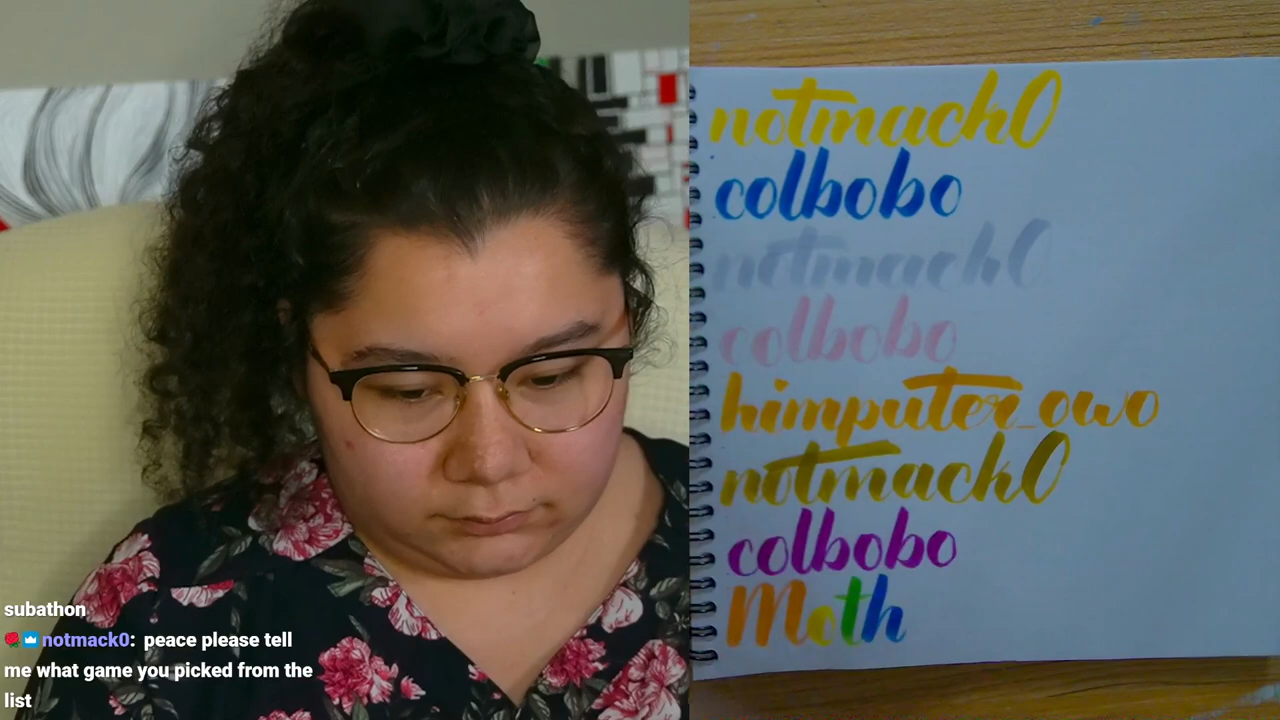 subathon
notmack0: peace please tell
me what game you picked from the
list
notmack0
colbobo
notmack0
colbobo
himputer_owo
notmack0
colbobo
Moth